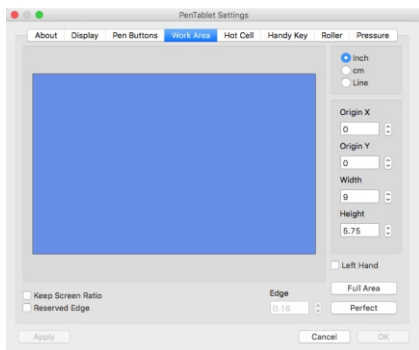 PenTablet Settings
About Display Pen Buttons Work Area Hot Cell Handy Key Roller Pressure
Inch
cm
Line
Origin X
0
Origin Y
0
Width
9
Height
5.75
Left Hand
Keep Screen Ratio Edge Full Area
Reserved Edge 0.16 Perfect
Apply Cancel OK